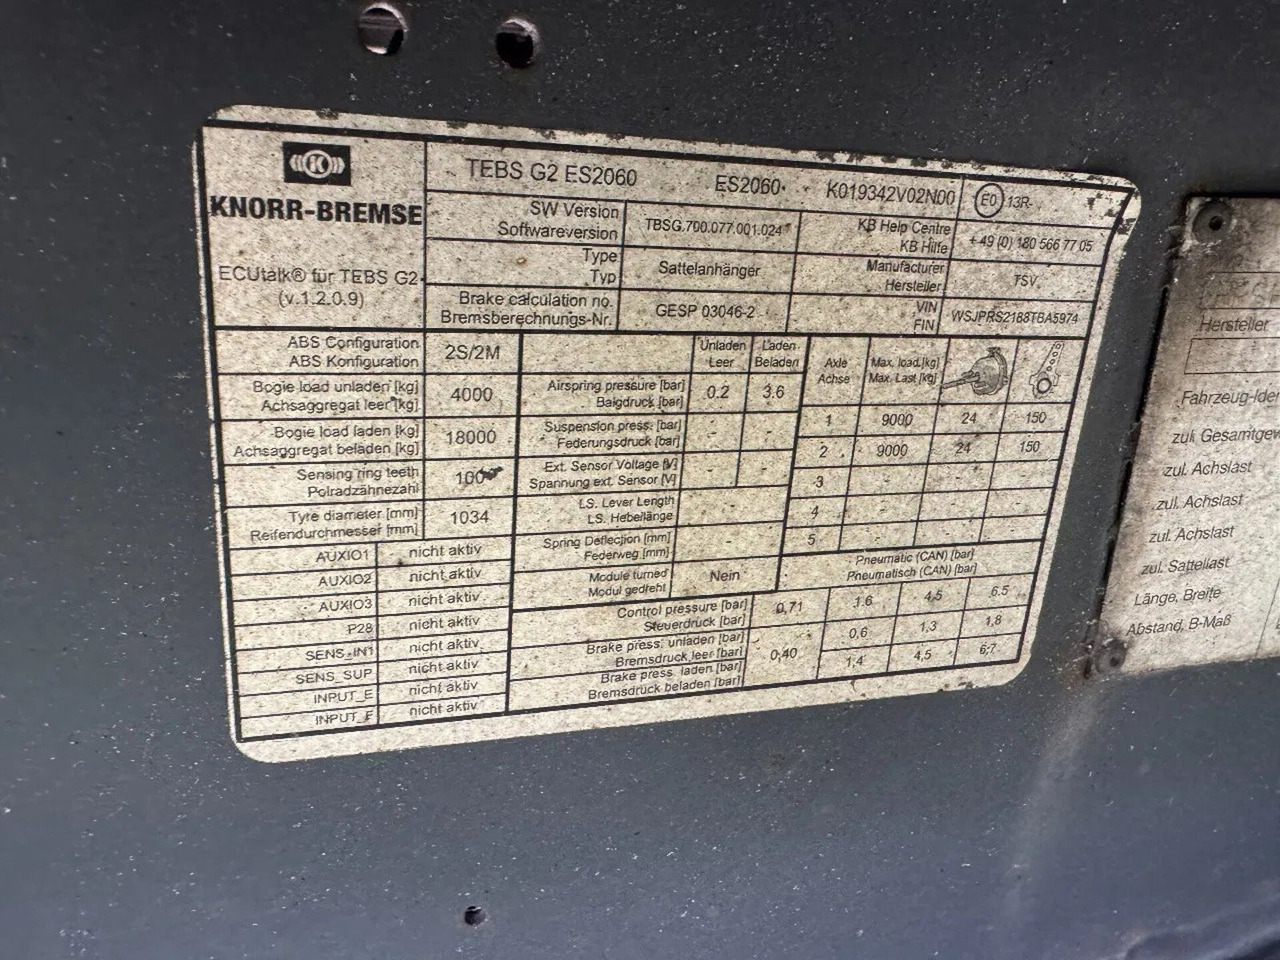 TEBS G2 ES2060 ES2060 K019342V02N00 E0 13R-
KNORR-BREMSE
ECUtalk® für TEBS G2
(v.1.2.0.9)
SW Version
Softwareversion
TBSG.700.077.001.024
KB Help Centre
KB Hilfe
+49 (0) 180 566 77 05
Type
Typ
Sattelanhänger
Manufacturer
Hersteller
TSV
Brake calculation no.
Bremsberechnungs-Nr.
GESP 03046-2
VIN
FIN
WSJPRS2188TBA5974
ABS Configuration
ABS Konfiguration
2S/2M
Bogie load unladen [kg]
Achsaggregat leer [kg]
4000
Bogie load laden [kg]
Achsaggregat beladen [kg]
18000
Sensing ring teeth
Polradzähnezahl
100
Tyre diameter [mm]
Reifendurchmesser [mm]
1034
AUXIO1 nicht aktiv
AUXIO2 nicht aktiv
AUXIO3 nicht aktiv
P28 nicht aktiv
SENS_IN1 nicht aktiv
SENS_SUP nicht aktiv
INPUT_E nicht aktiv
INPUT_F nicht aktiv
Unladen
Leer
Laden
Beladen
Airspring pressure [bar]
Balgdruck [bar]
0.2 3.6
Suspension press. [bar]
Federungsdruck [bar]
- -
Ext. Sensor Voltage [V]
Spannung ext. Sensor [V]
- -
LS. Lever Length
LS. Hebellänge
-
Spring Deflection [mm]
Federweg [mm]
-
Module turned
Modul gedreht
Nein
Axle
Achse
Max. load [kg]
Max. Last [kg]
1 9000 24 150
2 9000 24 150
3 - - -
4 - - -
5 - - -
Pneumatic (CAN) [bar]
Pneumatisch (CAN) [bar]
Control pressure [bar]
Steuerdruck [bar]
0,71 1.6 4,5 6.5
Brake press. unladen [bar]
Bremsdruck leer [bar]
0,40
0,6 1,3 1,8
Brake press. laden [bar]
Bremsdruck beladen [bar]
1,4 4,5 6,7
Hersteller
Fahrzeug-Iden
zul. Gesamtgew
zul. Achslast
zul. Achslast
zul. Achslast
zul. Sattellast
Länge, Breite
Abstand, B-Maß